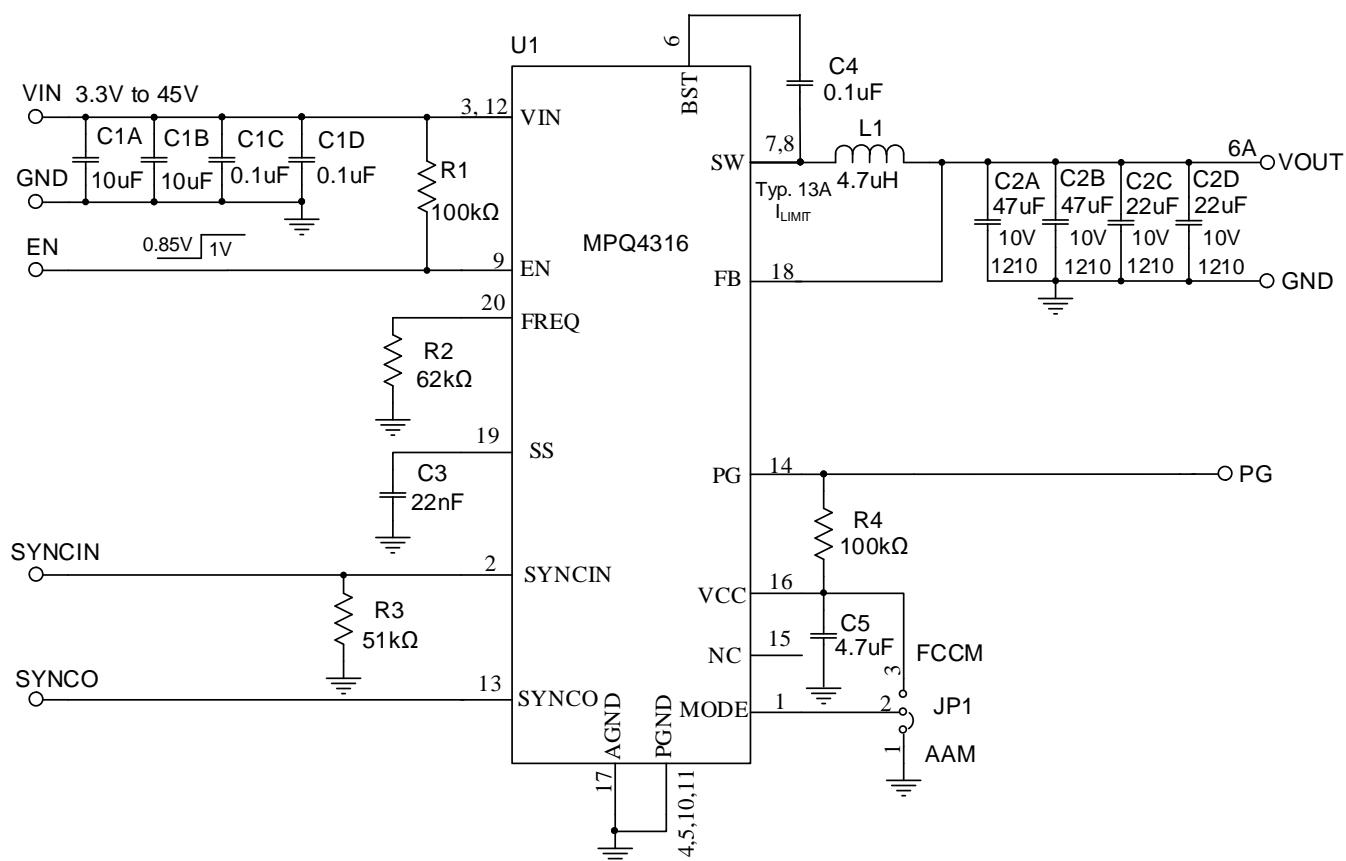 U1
6
BST
C4
0.1uF
VIN 3.3V to 45V
3, 12
VIN
C1A
10uF
C1B
10uF
C1C
0.1uF
C1D
0.1uF
GND
R1
100kΩ
EN
0.85V
1V
9
EN
MPQ4316
7,8
SW
Typ. 13A
ILIMIT
L1
4.7uH
6A
VOUT
C2A
47uF
10V
1210
C2B
47uF
10V
1210
C2C
22uF
10V
1210
C2D
22uF
10V
1210
GND
FB
18
20
FREQ
R2
62kΩ
19
SS
C3
22nF
PG
14
PG
R4
100kΩ
SYNCIN
2
SYNCIN
R3
51kΩ
VCC
16
C5
4.7uF
NC
15
FCCM
3
SYNCO
13
SYNCO
MODE
1
2
JP1
1
AAM
AGND
PGND
17
4,5,10,11